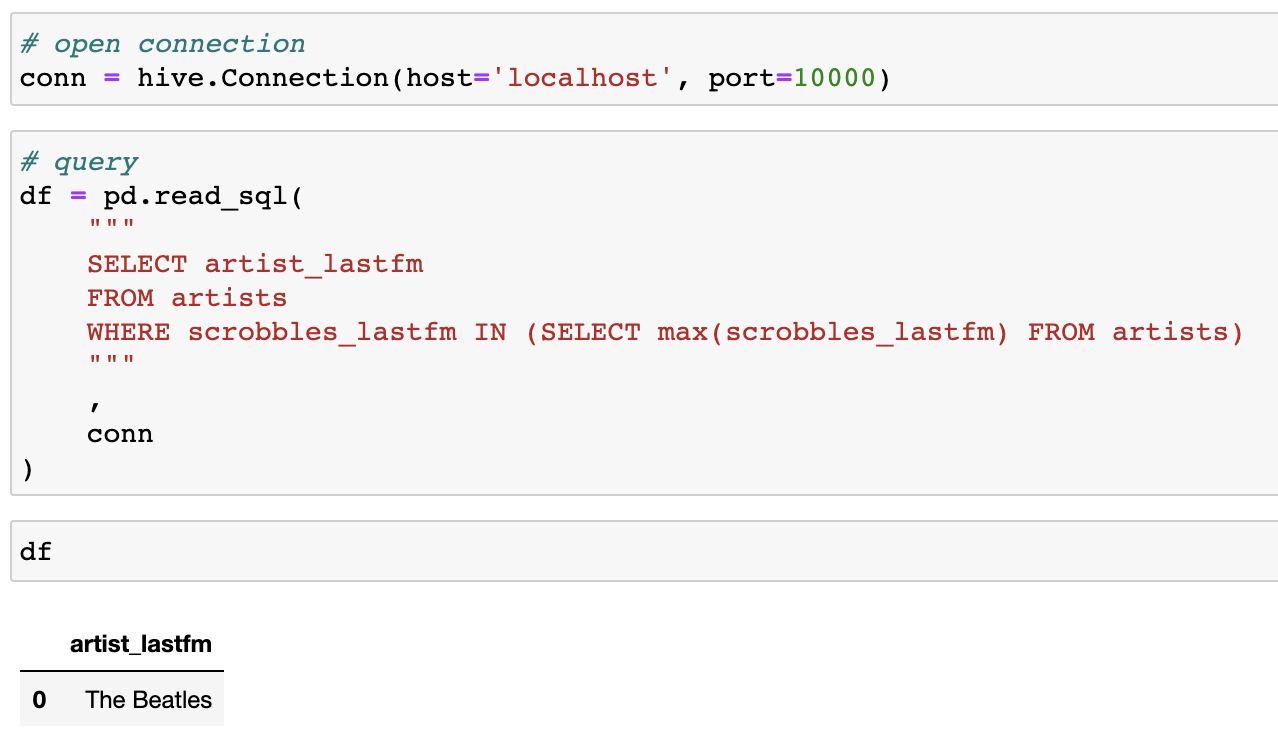 # open connection
conn = hive.Connection(host='localhost', port=10000)
# query
df = pd.read_sql(
    """
    SELECT artist_lastfm
    FROM artists
    WHERE scrobbles_lastfm IN (SELECT max(scrobbles_lastfm) FROM artists)
    """
    ,
    conn
)
df
artist_lastfm
0 The Beatles